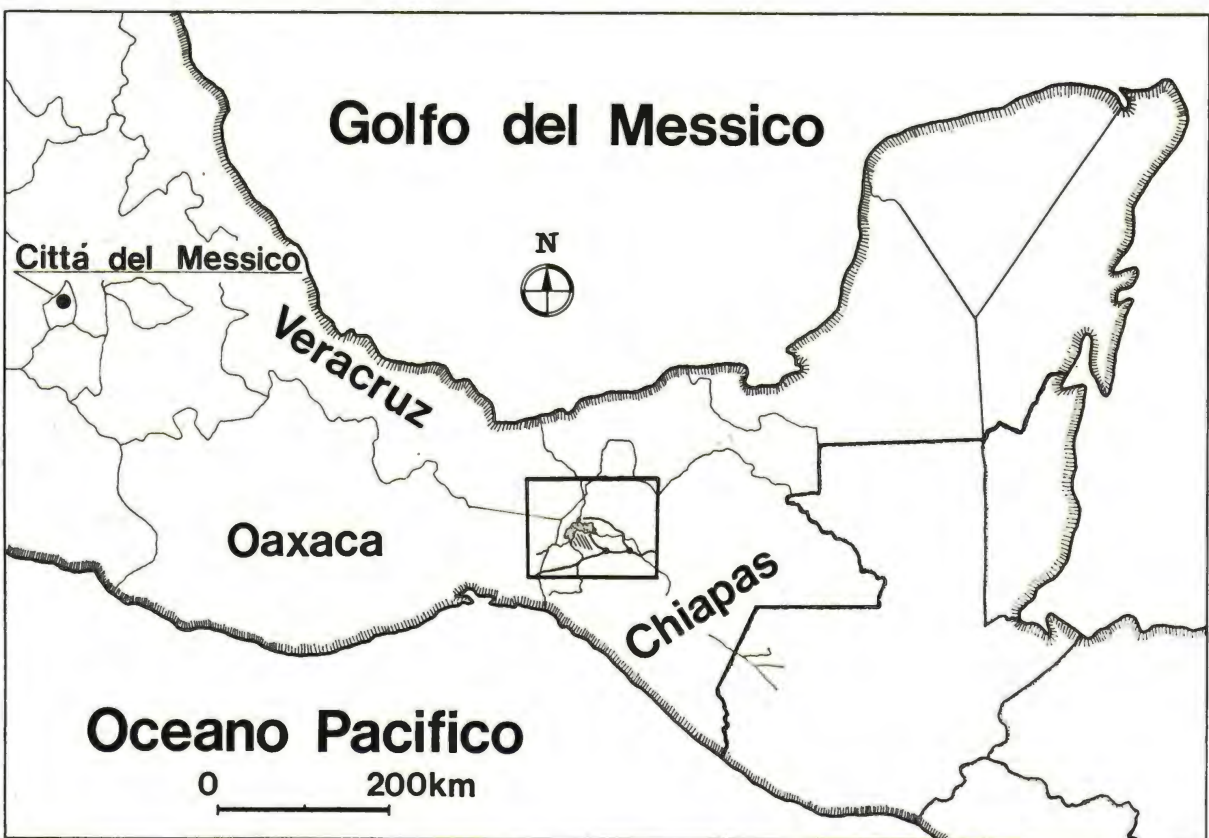 Golfo del Messico
N
Cittá del Messico
Veracruz
Oaxaca
Chiapas
Oceano Pacifico
0 200km